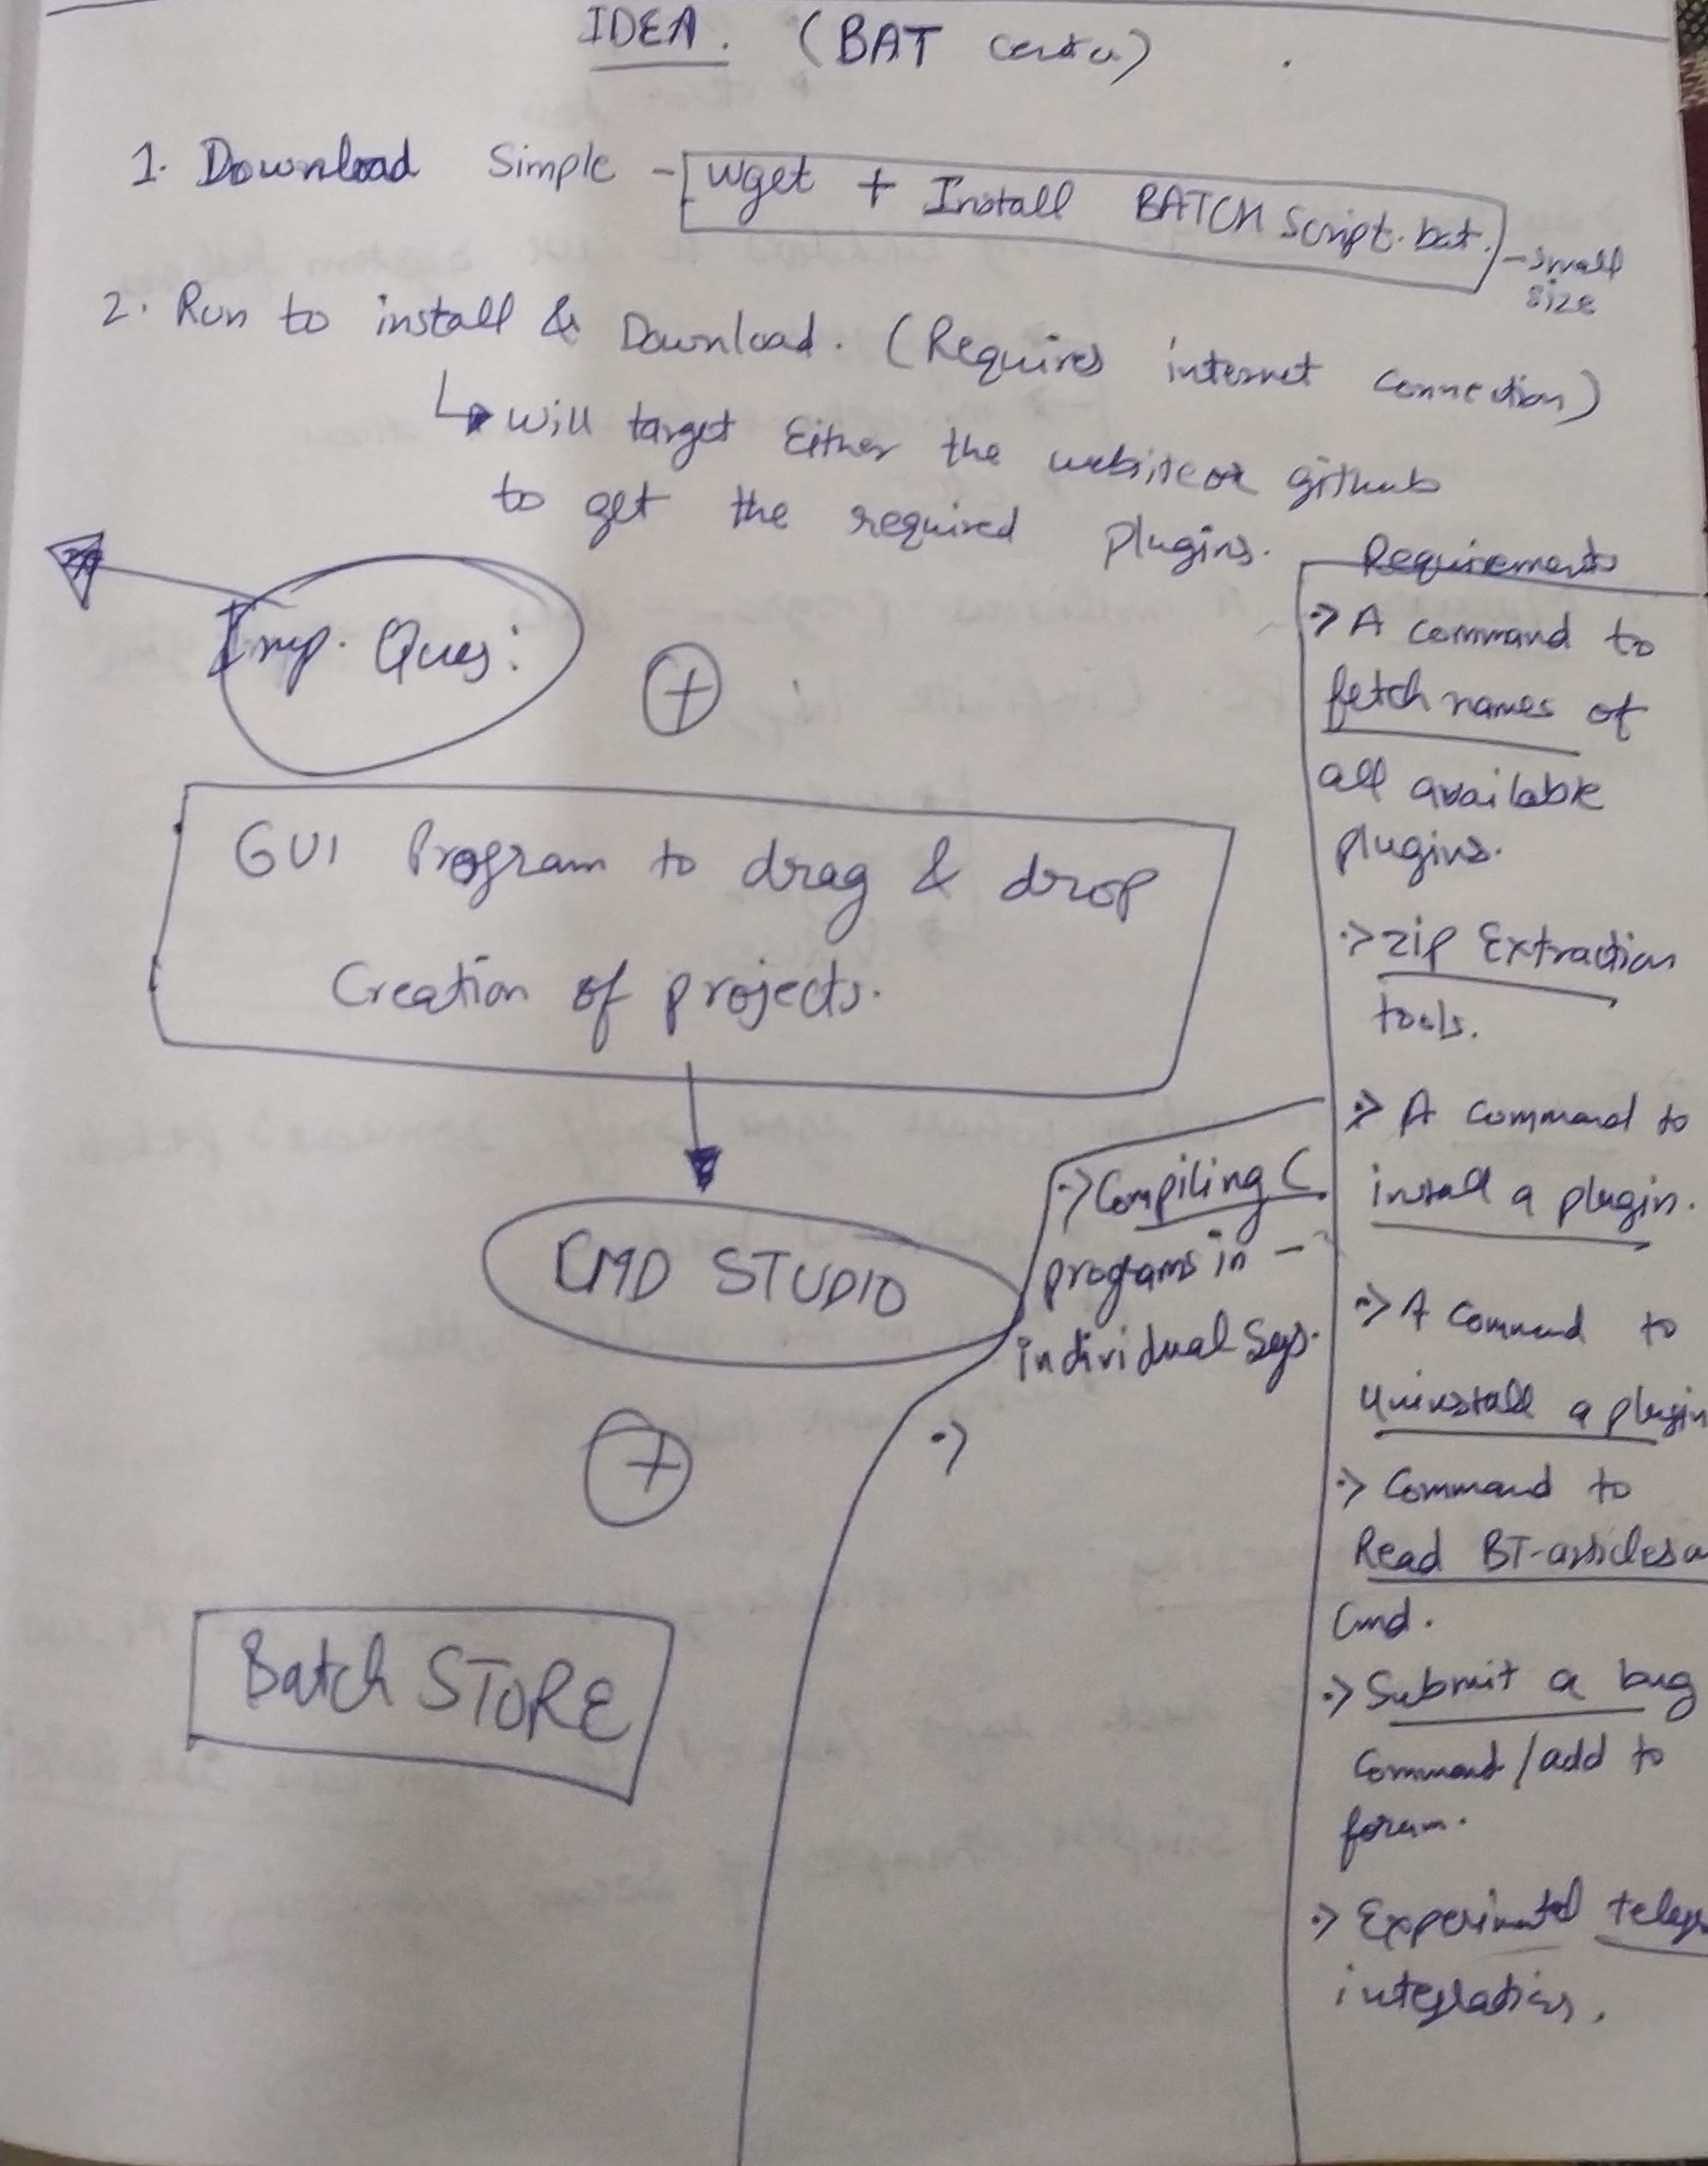 IDEA. (BAT
1. Download Simple - wget + Install BATCH Script.bat. - small
size
2. Run to install & Download. (Requires internet connection)
will target Either the website or github
to get the required plugins.
Imp. Ques:
+
GUI Program to drag & drop
Creation of projects.
CMD STUDIO
+
Batch STORE
:> Compiling C
programs in -
individual Sys.
:>
Requirements
:> A command to
fetch names of
all available
plugins.
:> zip Extraction
tools.
:> A command to
install a plugin.
:> A Command to
Uninstall a plugin
:> Command to
Read BT-articles
Cmd.
:> Submit a bug
Command/add to
forum.
:> Experimental
integration.